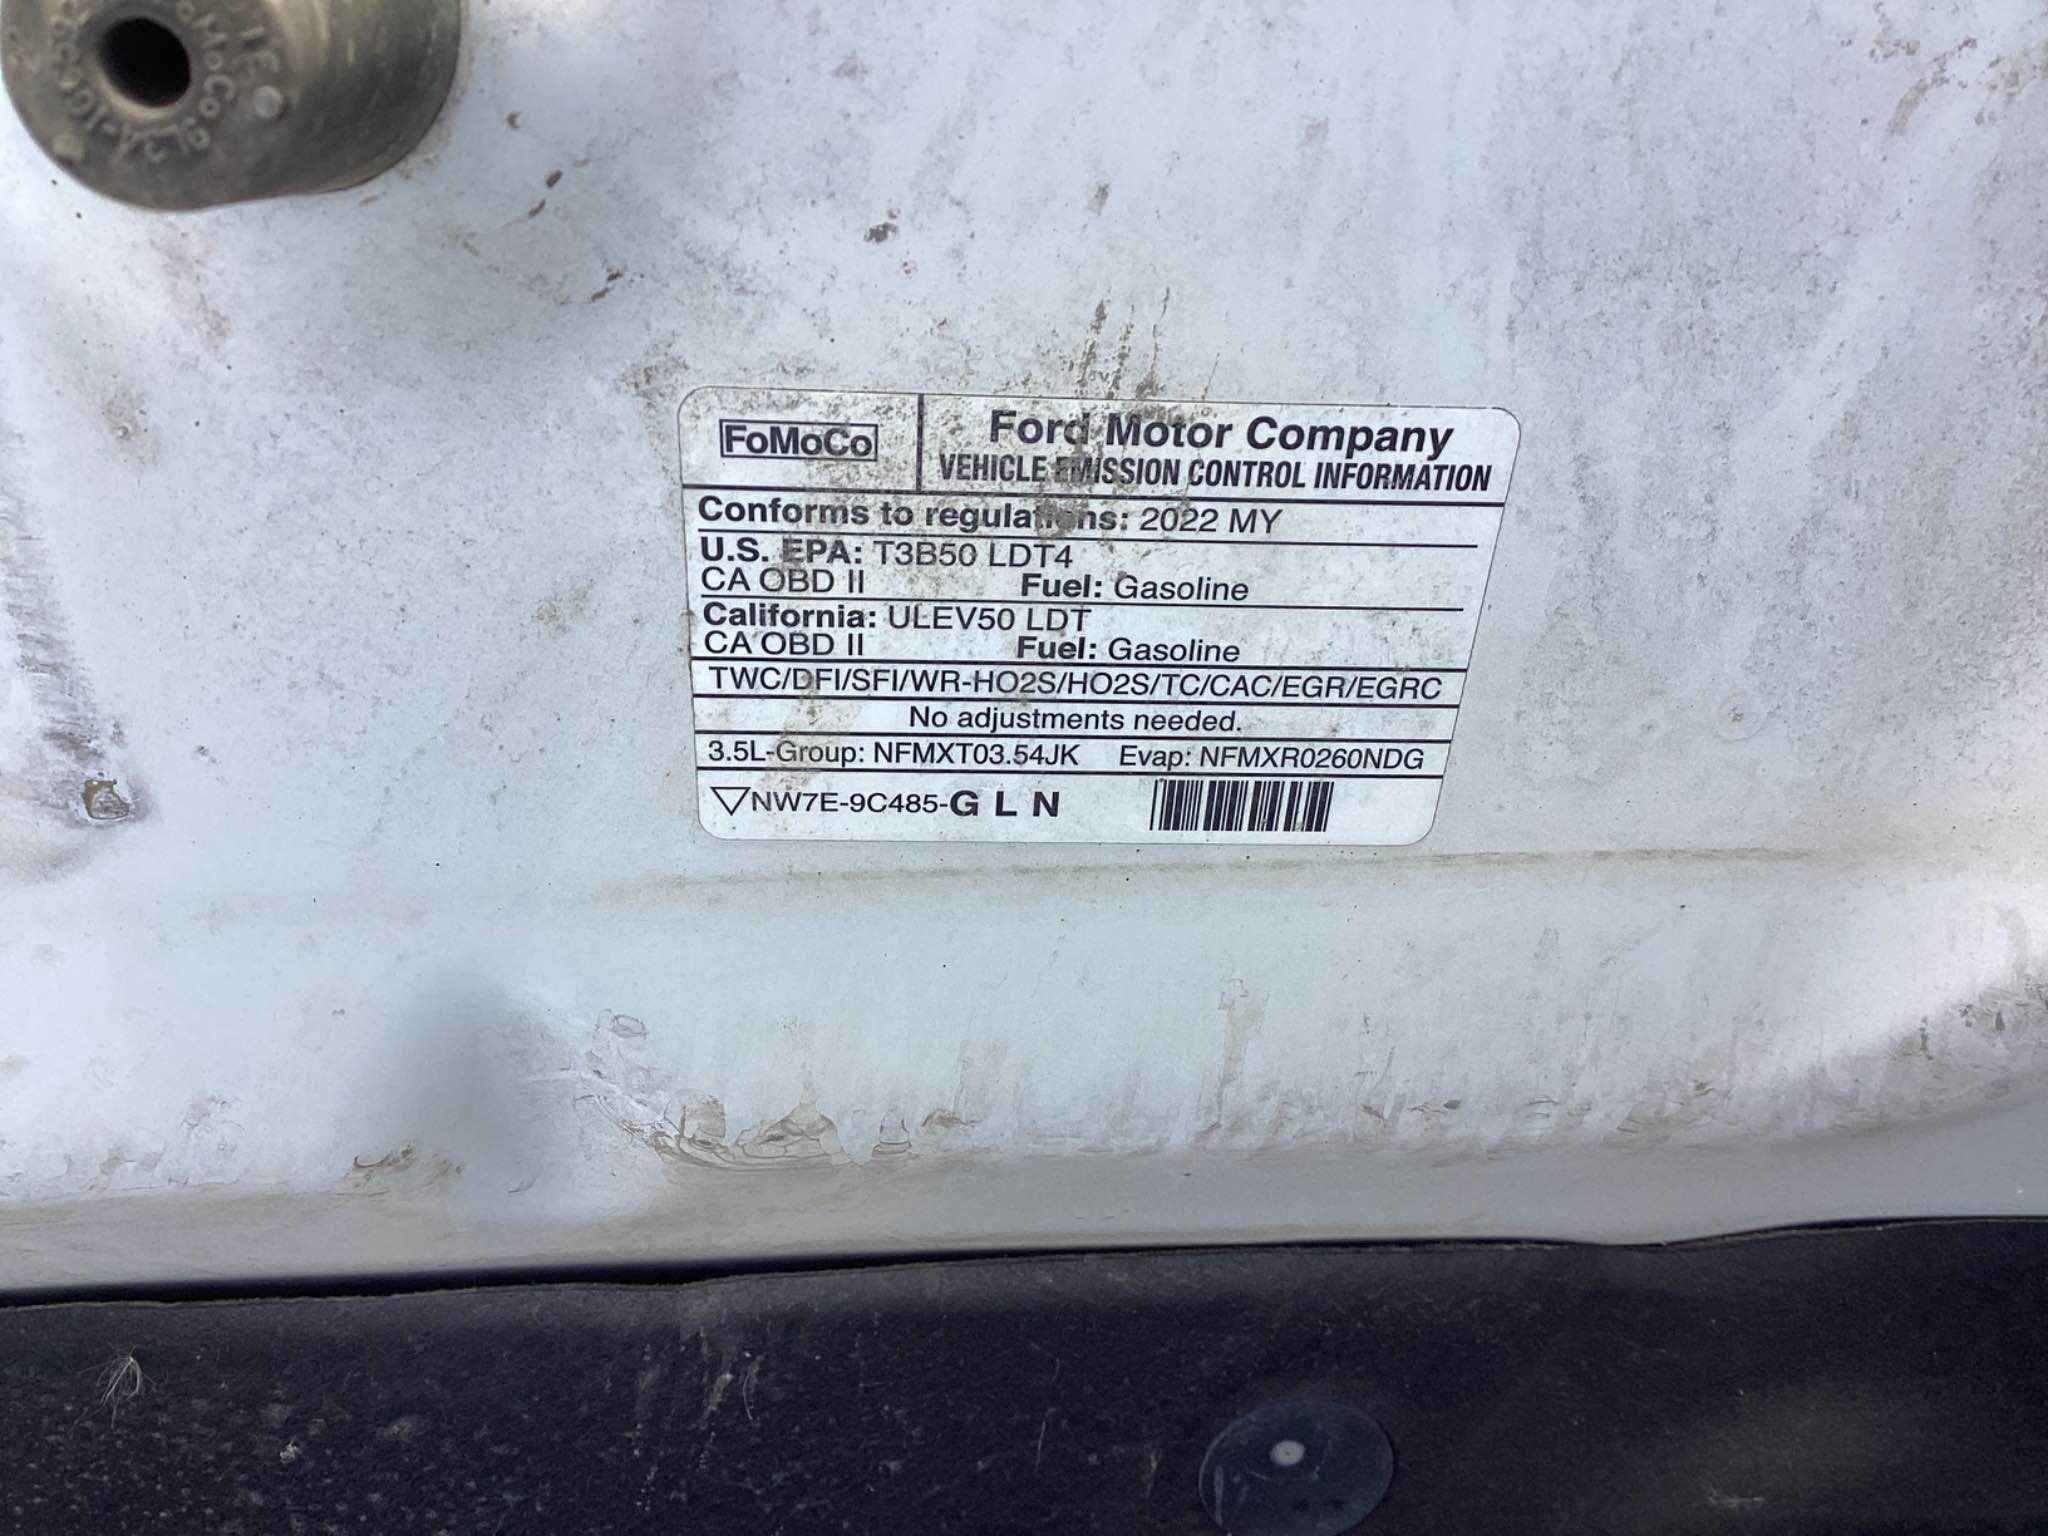 FoMoCo
Ford Motor Company
VEHICLE EMISSION CONTROL INFORMATION
Conforms to regulations: 2022 MY
U.S. EPA: T3B50 LDT4
CA OBD II Fuel: Gasoline
California: ULEV50 LDT
CA OBD II Fuel: Gasoline
TWC/DFI/SFI/WR-HO2S/HO2S/TC/CAC/EGR/EGRC
No adjustments needed.
3.5L-Group: NFMXT03.54JK Evap: NFMXR0260NDG
NW7E-9C485-G L N